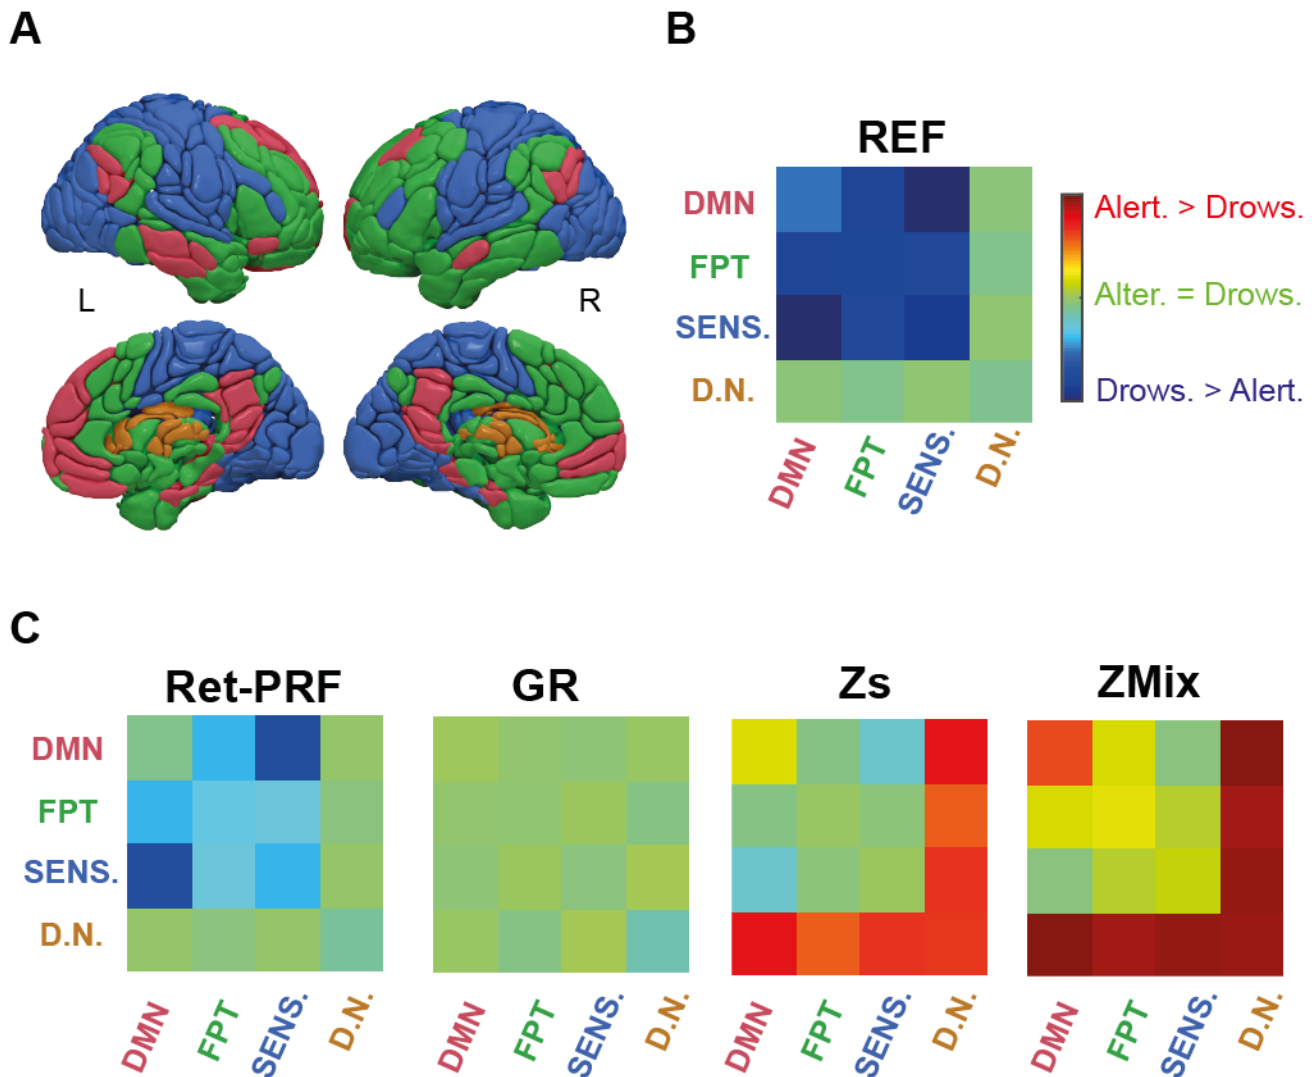 A
B
L
R
REF
DMN
FPT
SENS.
D.N.
DMN
FPT
SENS.
D.N.
Alert. > Drows.
Alter. = Drows.
Drows. > Alert.
C
Ret-PRF
GR
Zs
ZMix
DMN
FPT
SENS.
D.N.
DMN
FPT
SENS.
D.N.
DMN
FPT
SENS.
D.N.
DMN
FPT
SENS.
D.N.
DMN
FPT
SENS.
D.N.